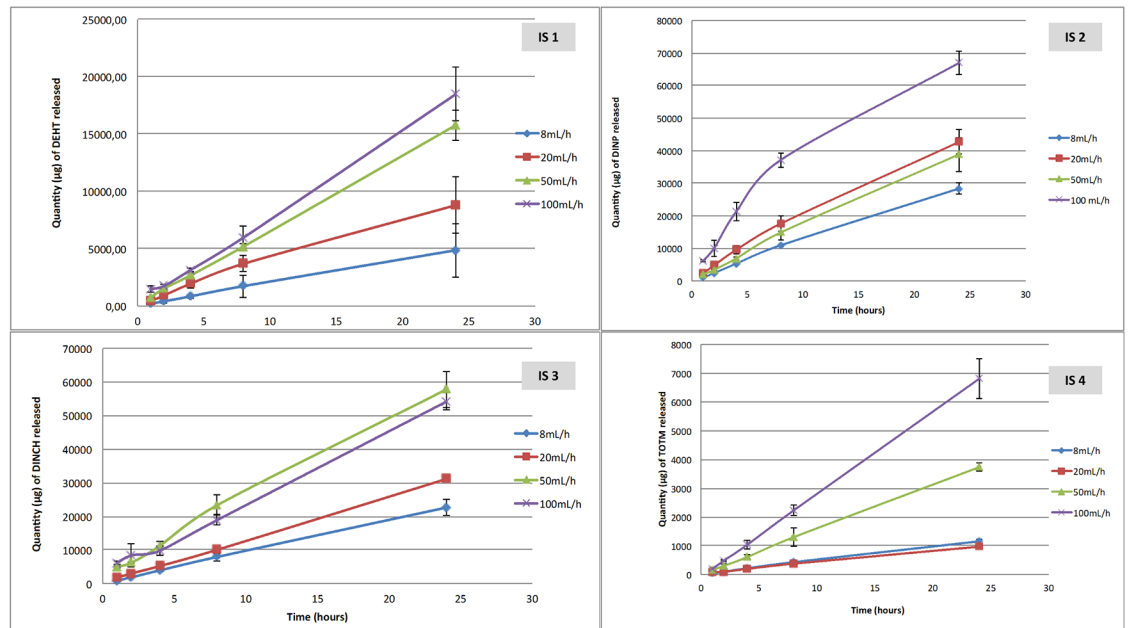 IS 1
Quantity (µg) of DEHT released
25000,00
20000,00
15000,00
10000,00
5000,00
0,00
0 5 10 15 20 25 30
8mL/h
20mL/h
50mL/h
100mL/h
IS 2
Quantity (µg) of DINP released
80000
70000
60000
50000
40000
30000
20000
10000
0
0 5 10 15 20 25 30
Time (hours)
8mL/h
20mL/h
50mL/h
100 mL/h
IS 3
Quantity (µg) of DINCH released
70000
60000
50000
40000
30000
20000
10000
0
0 5 10 15 20 25 30
Time (hours)
8mL/h
20mL/h
50mL/h
100mL/h
IS 4
Quantity (µg) of TOTM released
8000
7000
6000
5000
4000
3000
2000
1000
0
0 5 10 15 20 25 30
Time (hours)
8mL/h
20mL/h
50mL/h
100mL/h